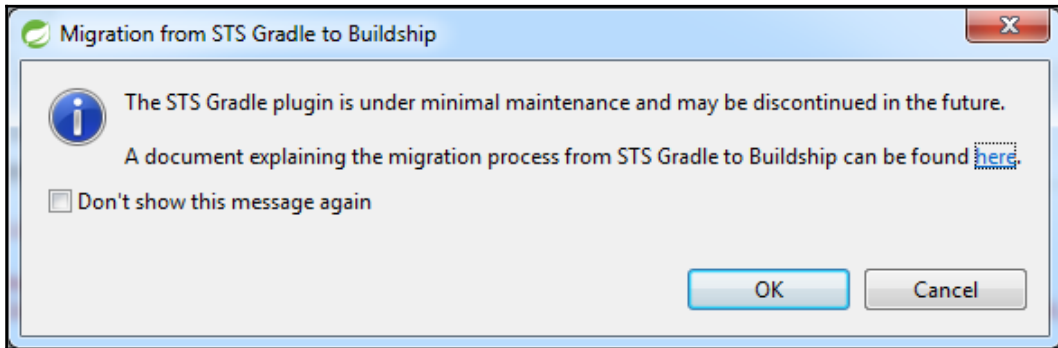 Migration from STS Gradle to Buildship
The STS Gradle plugin is under minimal maintenance and may be discontinued in the future.
A document explaining the migration process from STS Gradle to Buildship can be found here.
Don't show this message again
OK Cancel